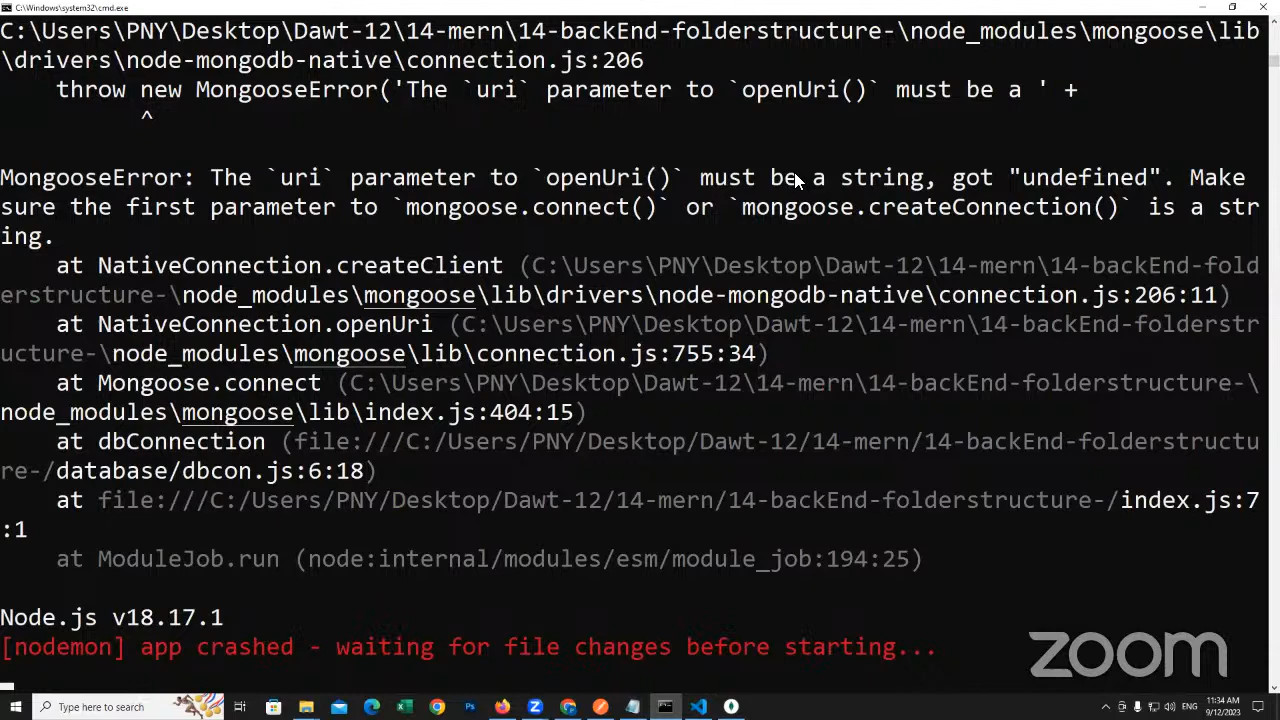 C:\Windows\system32\cmd.exe
C:\Users\PNY\Desktop\Dawt-12\14-mern\14-backEnd-folderstructure-\node_modules\mongoose\lib
\drivers\node-mongodb-native\connection.js:206
    throw new MongooseError('The `uri` parameter to `openUri()` must be a ' +
          ^
MongooseError: The `uri` parameter to `openUri()` must be a string, got "undefined". Make
sure the first parameter to `mongoose.connect()` or `mongoose.createConnection()` is a str
ing.
    at NativeConnection.createClient (C:\Users\PNY\Desktop\Dawt-12\14-mern\14-backEnd-fold
erstructure-\node_modules\mongoose\lib\drivers\node-mongodb-native\connection.js:206:11)
    at NativeConnection.openUri (C:\Users\PNY\Desktop\Dawt-12\14-mern\14-backEnd-folderstr
ucture-\node_modules\mongoose\lib\connection.js:755:34)
    at Mongoose.connect (C:\Users\PNY\Desktop\Dawt-12\14-mern\14-backEnd-folderstructure-\
node_modules\mongoose\lib\index.js:404:15)
    at dbConnection (file:///C:/Users/PNY/Desktop/Dawt-12/14-mern/14-backEnd-folderstructu
re-/database/dbcon.js:6:18)
    at file:///C:/Users/PNY/Desktop/Dawt-12/14-mern/14-backEnd-folderstructure-/index.js:7
:1
    at ModuleJob.run (node:internal/modules/esm/module_job:194:25)
Node.js v18.17.1
[nodemon] app crashed - waiting for file changes before starting...
zoom
Type here to search
ENG
11:34 AM
9/12/2023